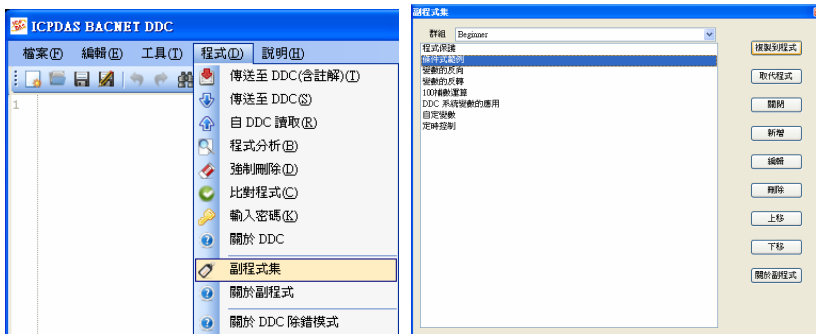 ICPDAS BACNET DDC
檔案(F) 編輯(E) 工具(T) 程式(D) 說明(H)
1
傳送至 DDC(含註解)(T)
傳送至 DDC(S)
自 DDC 讀取(R)
程式分析(B)
強制刪除(D)
比對程式(C)
輸入密碼(K)
關於 DDC
副程式集
關於副程式
關於 DDC 除錯模式
副程式集
群組 Beginner
程式保護
條件式範例
變數的反向
變數的反轉
100補數運算
DDC 系統變數的應用
自定變數
定時控制
複製到程式
取代程式
關閉
新增
編輯
刪除
上移
下移
關於副程式